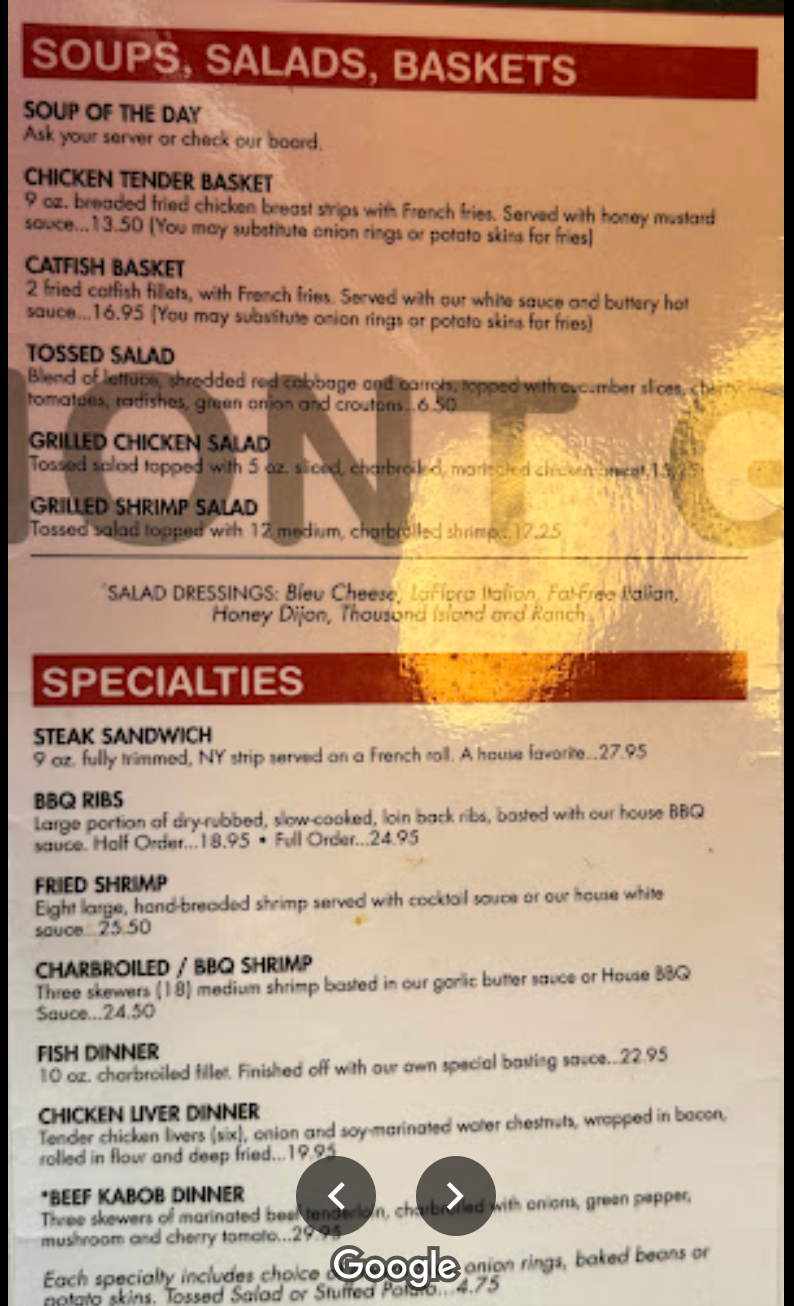 SOUPS, SALADS, BASKETS
SOUP OF THE DAY
Ask your server or check our board.
CHICKEN TENDER BASKET
9 oz. breaded fried chicken breast strips with French fries. Served with honey mustard
sauce...13.50 (You may substitute onion rings or potato skins for fries)
CATFISH BASKET
2 fried catfish fillets, with French fries. Served with our white sauce and buttery hot
sauce...16.95 (You may substitute onion rings or potato skins for fries)
TOSSED SALAD
Blend of lettuce, shredded red cabbage and carrots, topped with cucumber slices, cherry
tomatoes, radishes, green onion and croutons...6.50
GRILLED CHICKEN SALAD
Tossed salad topped with 5 oz. sliced, charbroiled, marinated chicken breast
GRILLED SHRIMP SALAD
Tossed salad topped with 12 medium, charbroiled shrimp...17.25
SALAD DRESSINGS: Bleu Cheese, LaFlora Italian, Fat-Free Italian,
Honey Dijon, Thousand Island and Ranch
SPECIALTIES
STEAK SANDWICH
9 oz. fully trimmed, NY strip served on a French roll. A house favorite...27.95
BBQ RIBS
Large portion of dry-rubbed, slow-cooked, loin back ribs, basted with our house BBQ
sauce. Half Order...18.95 • Full Order...24.95
FRIED SHRIMP
Eight large, hand-breaded shrimp served with cocktail sauce or our house white
sauce...25.50
CHARBROILED / BBQ SHRIMP
Three skewers (18) medium shrimp basted in our garlic butter sauce or House BBQ
Sauce...24.50
FISH DINNER
10 oz. charbroiled fillet. Finished off with our own special basting sauce...22.95
CHICKEN LIVER DINNER
Tender chicken livers (six), onion and soy-marinated water chestnuts, wrapped in bacon,
rolled in flour and deep fried...19.95
*BEEF KABOB DINNER
Three skewers of marinated beef tenderloin, charbroiled with onions, green pepper,
mushroom and cherry tomato...29.95
Each specialty includes choice onion rings, baked beans or
potato skins. Tossed Salad or Stuffed Potato...4.75
Google